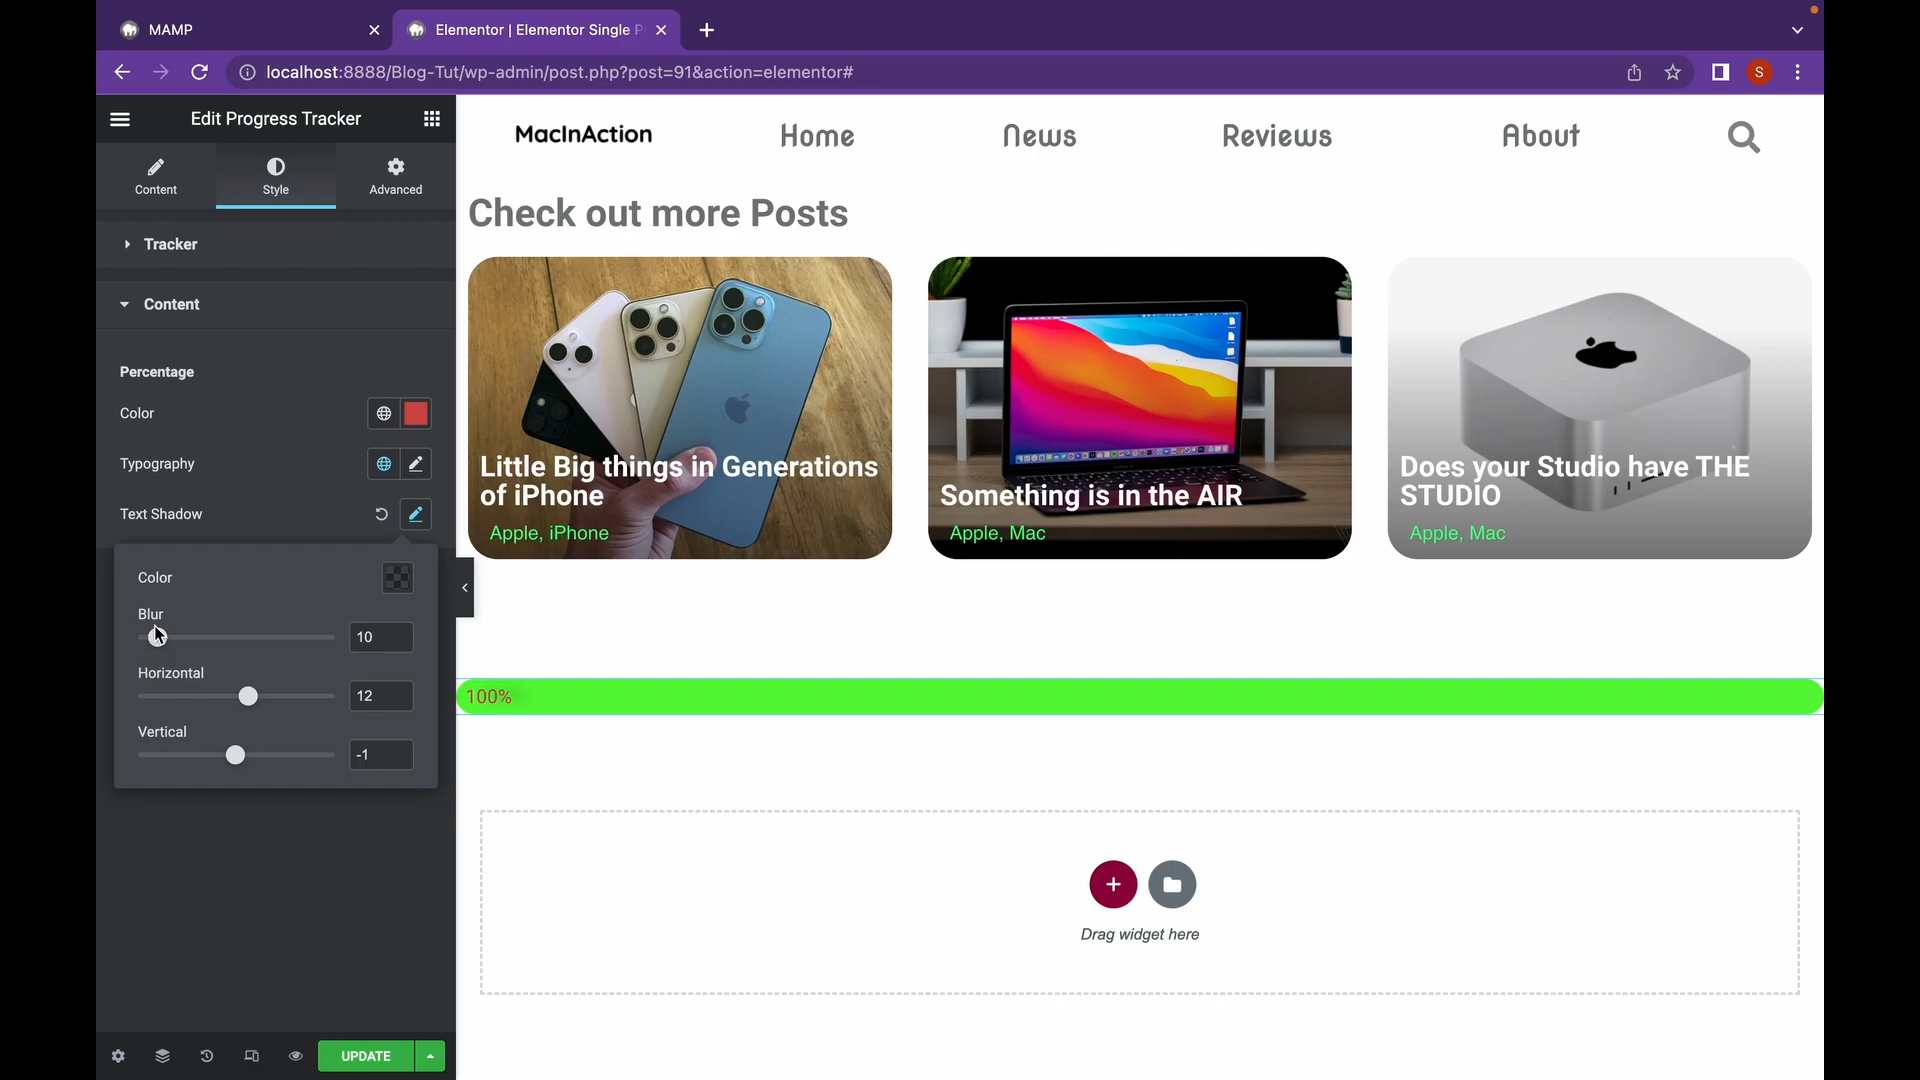 MAMP
Elementor | Elementor Single P
localhost:8888/Blog-Tut/wp-admin/post.php?post=91&action=elementor#
S
Edit Progress Tracker
Content
Style
Advanced
Tracker
Content
Percentage
Color
Typography
Text Shadow
Color
Blur
10
Horizontal
12
Vertical
-1
UPDATE
MacInAction
Home
News
Reviews
About
Check out more Posts
Little Big things in Generations
of iPhone
Apple, iPhone
Something is in the AIR
Apple, Mac
Does your Studio have THE
STUDIO
Apple, Mac
100%
Drag widget here